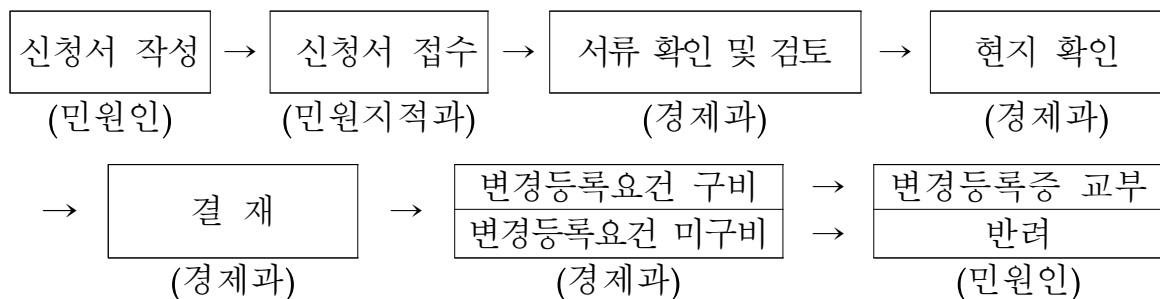 신청서 작성 → 신청서 접수 → 서류 확인 및 검토 → 현지 확인
(민원인) (민원지적과) (경제과) (경제과)
→ 결 재 → 변경등록요건 구비 → 변경등록증 교부
변경등록요건 미구비 → 반려
(경제과) (경제과) (민원인)